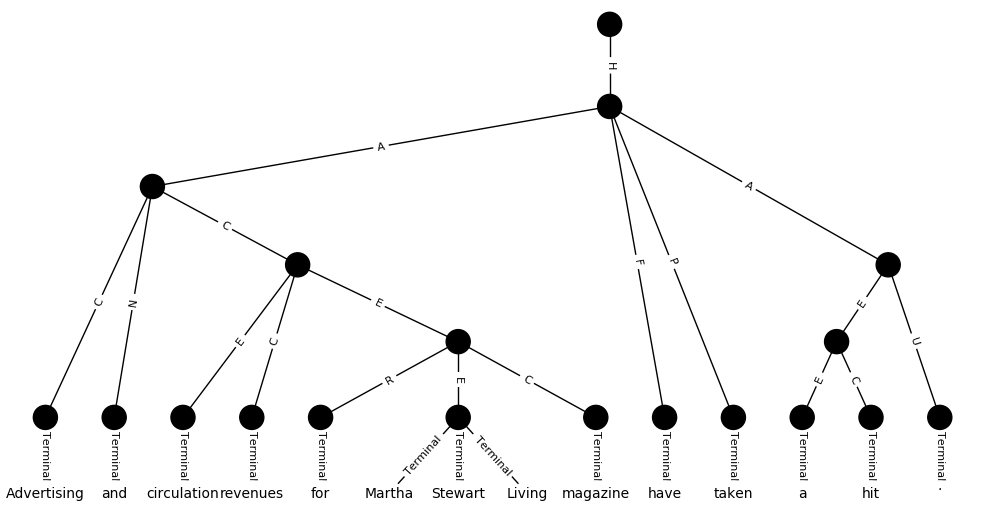 H
A
A
C
C
N
E
F
P
E
E
C
U
R
E
C
E
C
Terminal Terminal Terminal Terminal Terminal Terminal Terminal Terminal Terminal Terminal Terminal Terminal Terminal Terminal
Advertising and circulation revenues for Martha Stewart Living magazine have taken a hit .